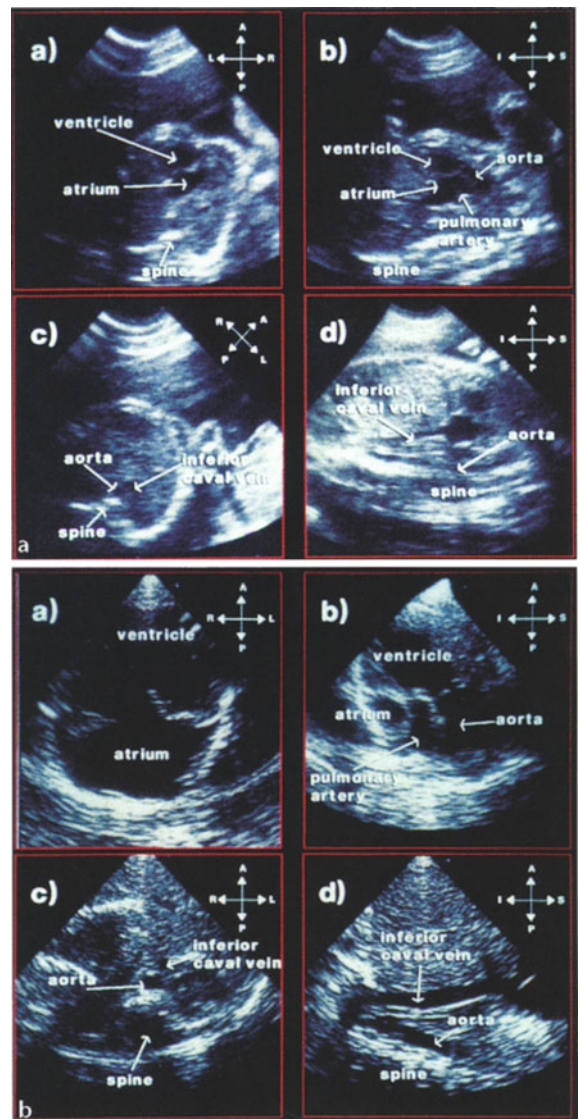 a)
A
L R
P
ventricle
atrium
spine
b)
A
I S
P
ventricle
aorta
atrium
pulmonary
artery
spine
c)
R A
P L
aorta
inferior
caval vein
spine
a
d)
A
I S
P
inferior
caval vein
aorta
spine
a)
A
R L
P
ventricle
atrium
b)
A
I S
P
ventricle
atrium
aorta
pulmonary
artery
c)
A
R L
P
inferior
caval vein
aorta
spine
b
d)
A
I S
P
inferior
caval vein
aorta
spine